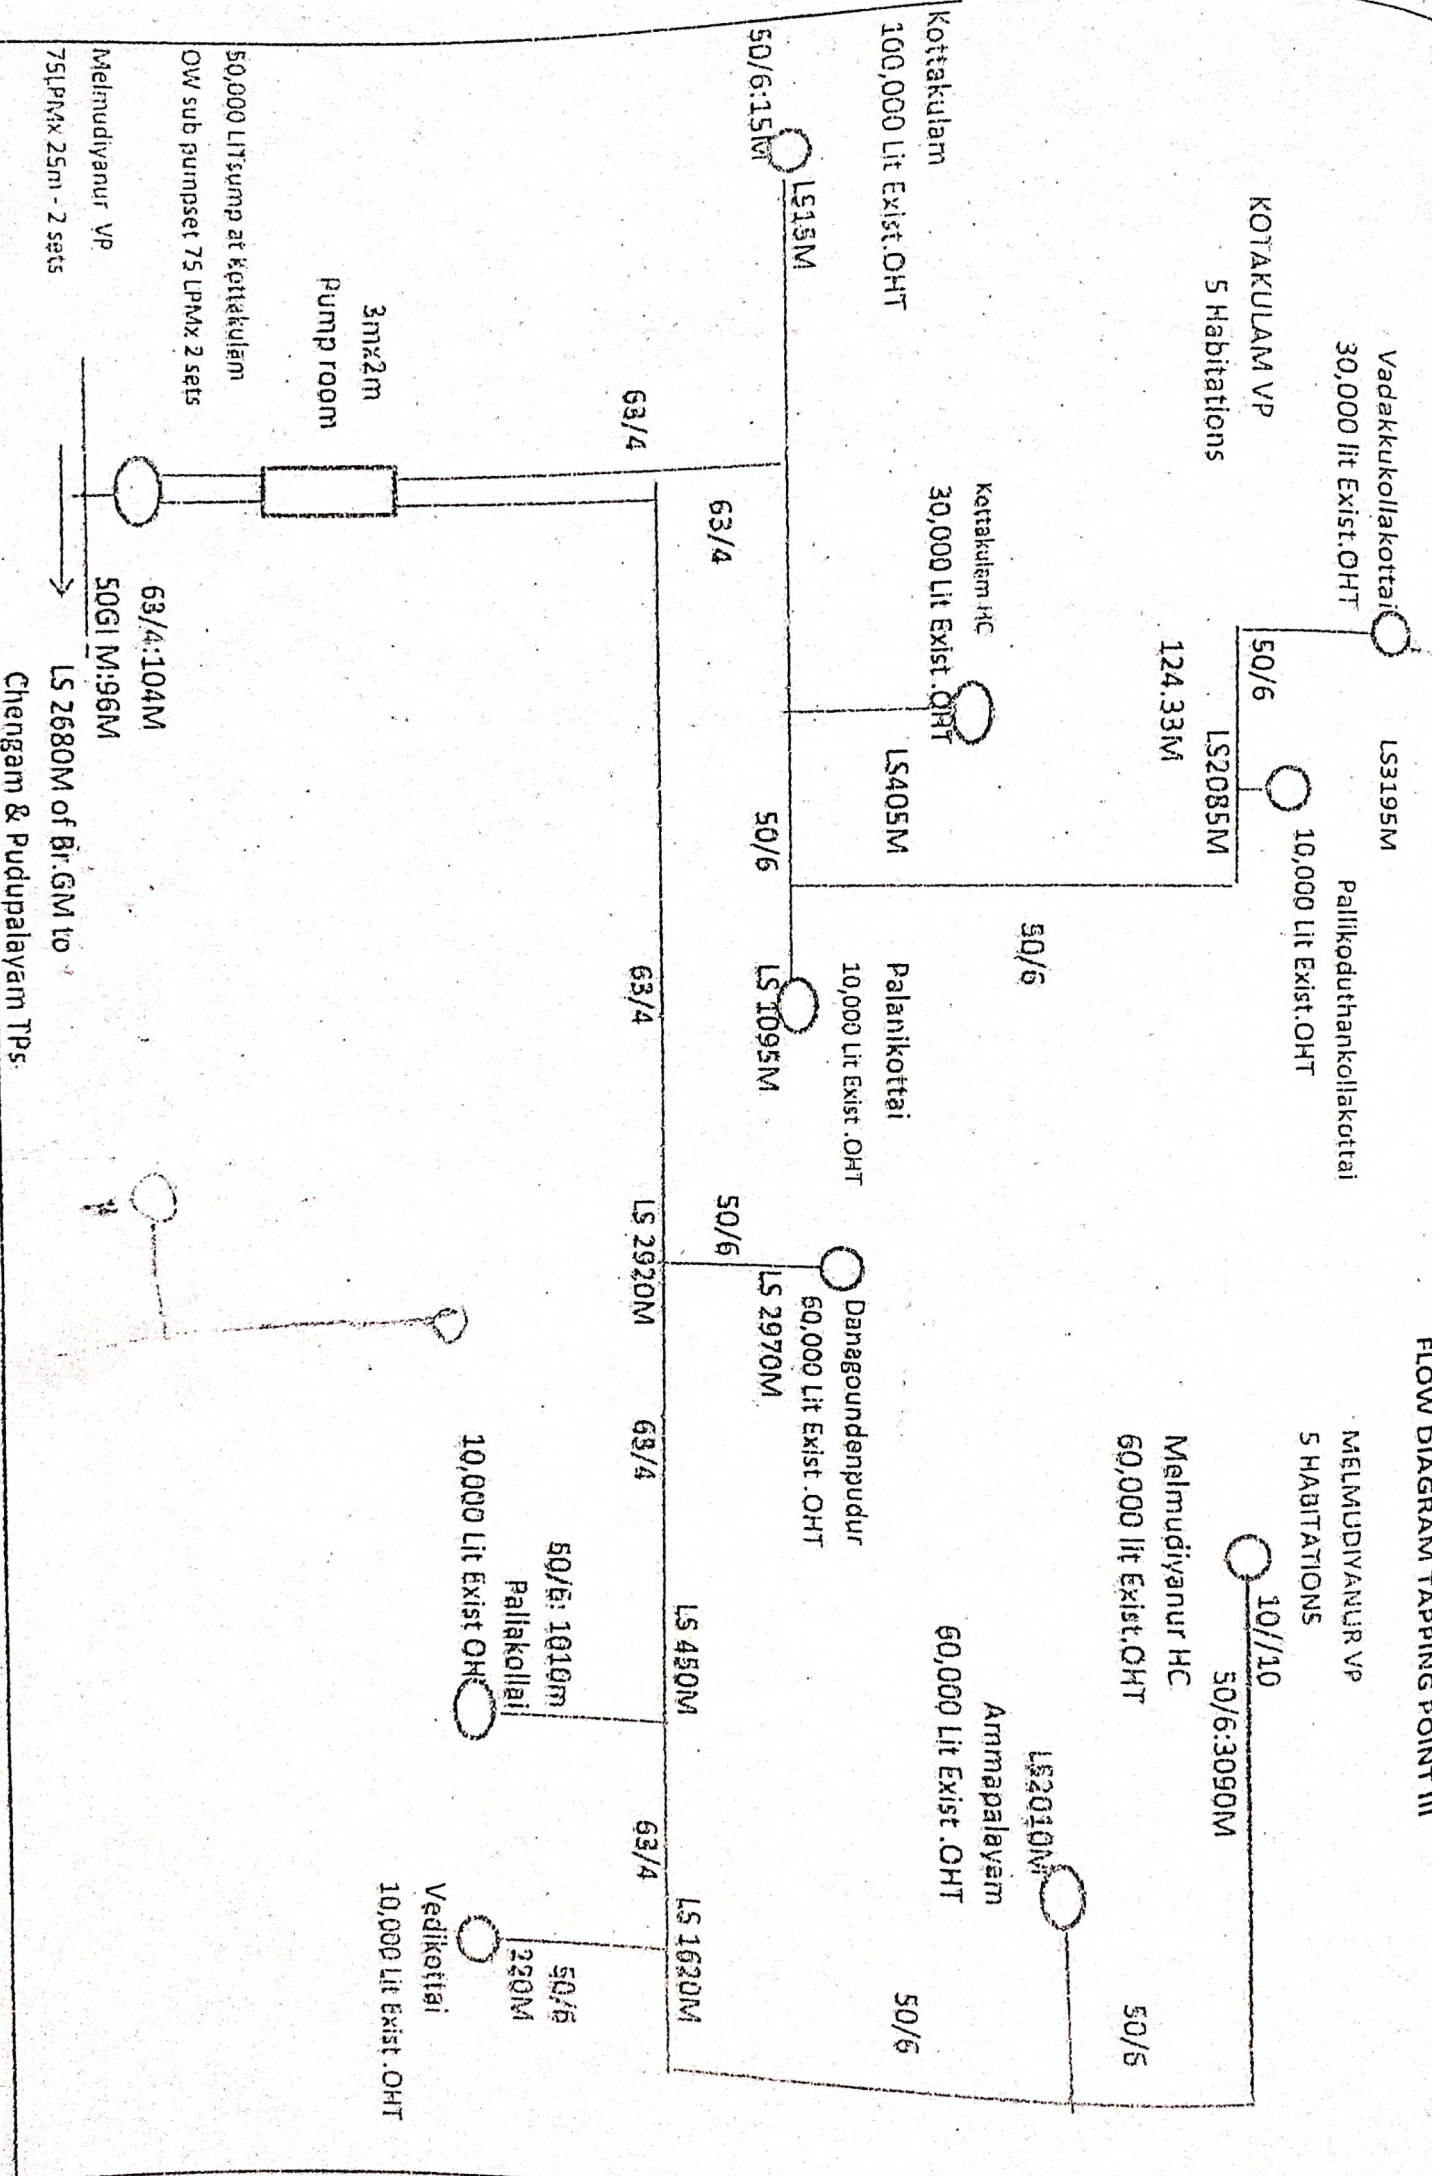 FLOW DIAGRAM TAPPING POINT III
Vadakkukollakottai
30,000 lit Exist.OHT
LS3195M
50/6
KOTAKULAM VP
5 Habitations
Pallikoduthankollakottai
10,000 Lit Exist.OHT
LS2085M
124.33M
50/6
MELMUDIYANUR VP
5 HABITATIONS
10//10
50/6:3090M
Melmudiyanur HC
60,000 lit Exist.OHT
50/6
LS2010M
Ammapalayam
60,000 Lit Exist .OHT
50/6
Kottakulam
100,000 Lit Exist.OHT
LS15M
50/6:15M
Kottakulam HC
30,000 Lit Exist .OHT
LS405M
50/6
Palanikottai
10,000 Lit Exist .OHT
LS 1095M
Danagoundenpudur
60,000 Lit Exist .OHT
LS 2970M
50/6
63/4
63/4
63/4
LS 2920M
63/4
LS 450M
63/4
LS 1620M
50/6: 1010m
Paliakollai
10,000 Lit Exist OHT
50/6
220M
Vedikottai
10,000 Lit Exist .OHT
3mx2m
Pump room
50,000 LITsump at Kottakulam
OW sub pumpset 75 LPMx 2 sets
Melmudiyanur VP
75LPMx 25m - 2 sets
63/4:104M
50GI M:96M
LS 2680M of Br.GM to
Chengam & Pudupalayam TPs